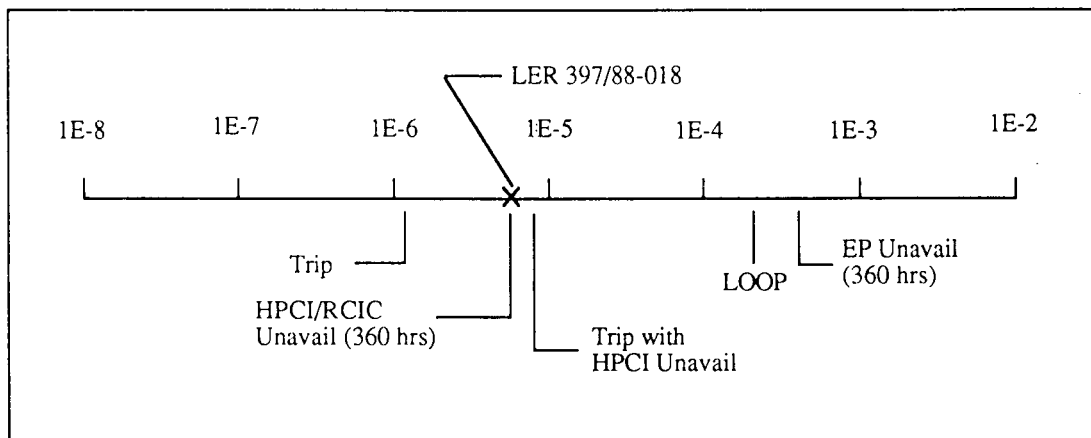 LER 397/88-018
1E-8 1E-7 1E-6 1E-5 1E-4 1E-3 1E-2
Trip
HPCI/RCIC
Unavail (360 hrs)
Trip with
HPCI Unavail
LOOP
EP Unavail
(360 hrs)